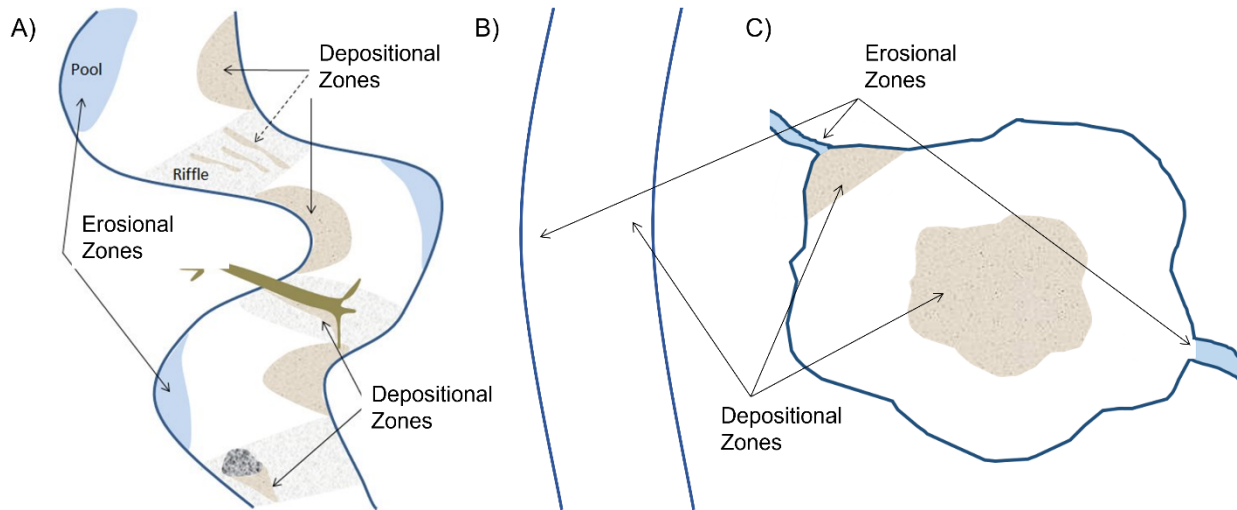 A)
Pool
Depositional
Zones
Riffle
Erosional
Zones
Depositional
Zones
B)
C)
Erosional
Zones
Depositional
Zones